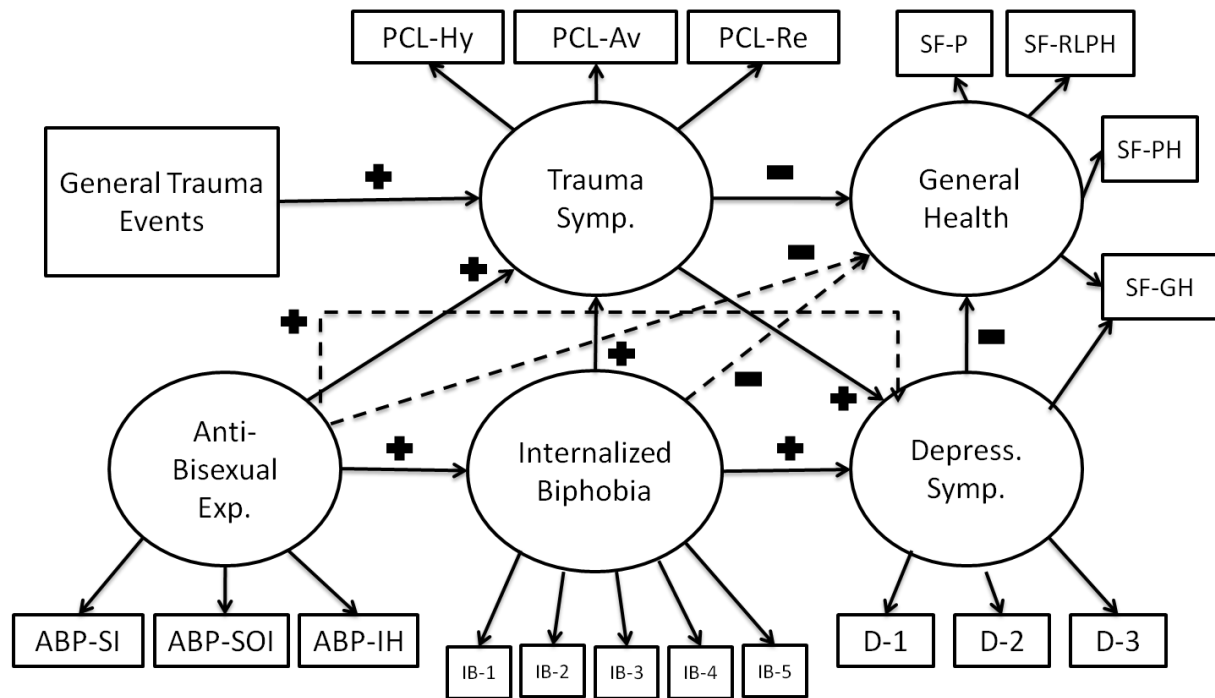 PCL-Hy
PCL-Av
PCL-Re
SF-P
SF-RLPH
General Trauma
Events
+
Trauma
Symp.
-
General
Health
SF-PH
SF-GH
+
-
+
+
-
-
+
Anti-
Bisexual
Exp.
+
Internalized
Biphobia
+
Depress.
Symp.
ABP-SI
ABP-SOI
ABP-IH
IB-1
IB-2
IB-3
IB-4
IB-5
D-1
D-2
D-3